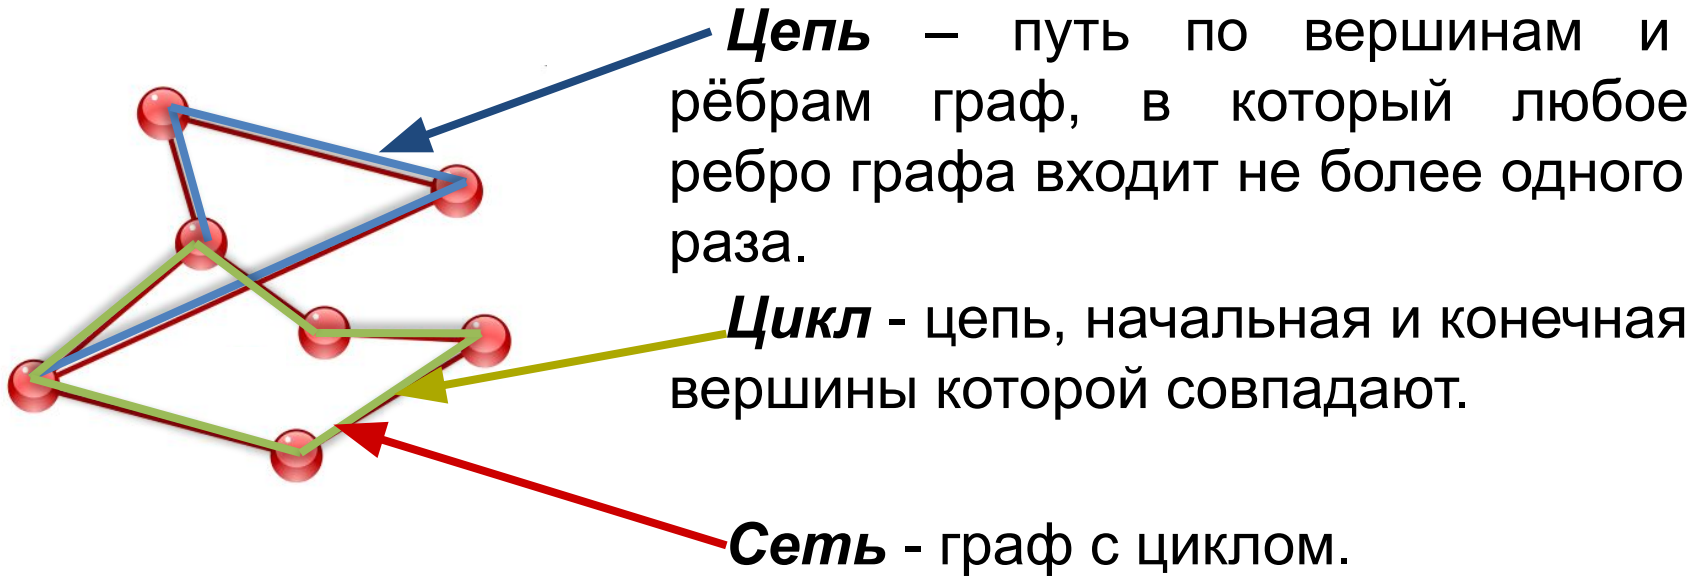 Цепь – путь по вершинам и
рёбрам граф, в который любое
ребро графа входит не более одного
раза.
Цикл - цепь, начальная и конечная
вершины которой совпадают.
Сеть - граф с циклом.